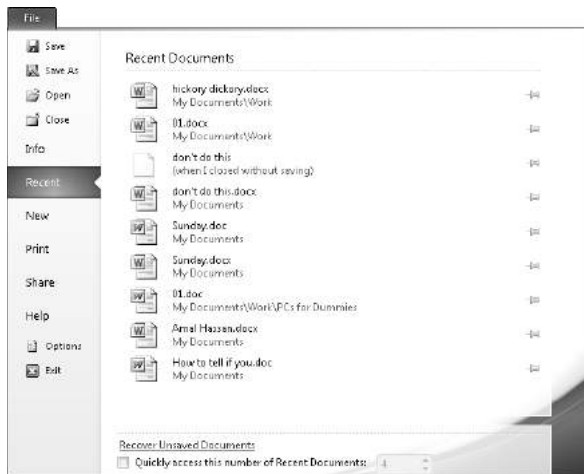 File
Save
Save As
Open
Close
Info
Recent
New
Print
Share
Help
Options
Exit
Recent Documents
hickory dickory.docx
My Documents\Work
01.docx
My Documents\Work
don't do this
(when I closed without saving)
don't do this.docx
My Documents
Sunday.doc
My Documents
Sunday.docx
My Documents
01.doc
My Documents\Work\PCs for Dummies
Amal Hassan.docx
My Documents
How to tell if you.doc
My Documents
Recover Unsaved Documents
Quickly access this number of Recent Documents: 4